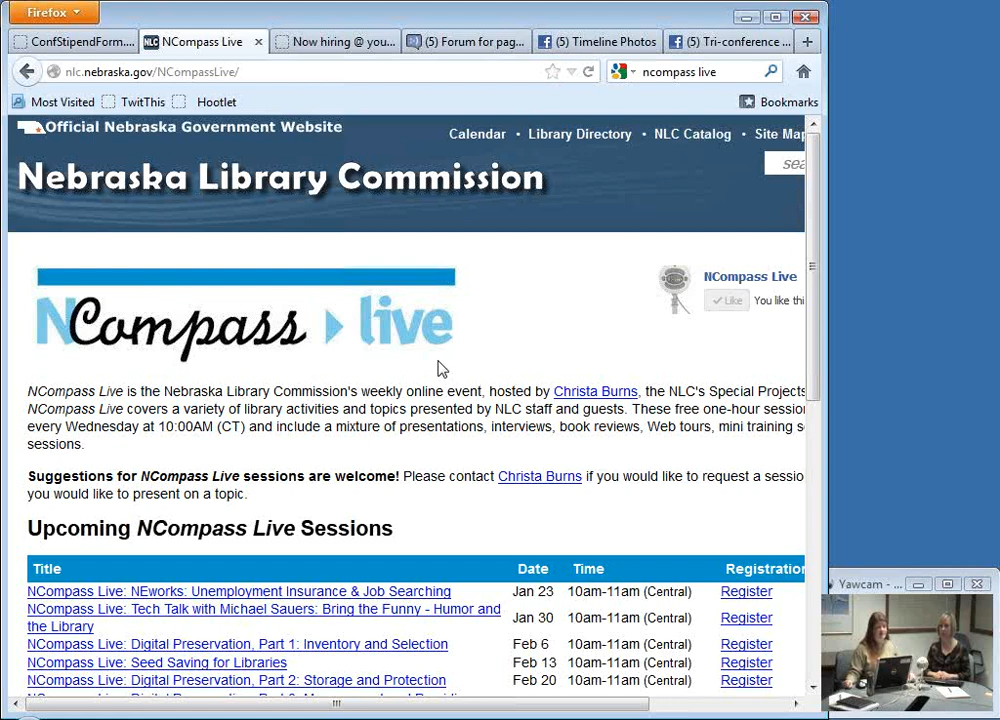 Firefox
ConfStipendForm....
NLC NCompass Live
Now hiring @ you...
(5) Forum for pag...
(5) Timeline Photos
(5) Tri-conference ...
nlc.nebraska.gov/NCompassLive/
ncompass live
Most Visited
TwitThis
Hootlet
Bookmarks
Official Nebraska Government Website
Calendar • Library Directory • NLC Catalog • Site Map
sea
Nebraska Library Commission
NCompass live
NCompass Live
Like You like thi
NCompass Live is the Nebraska Library Commission's weekly online event, hosted by Christa Burns, the NLC's Special Projects
NCompass Live covers a variety of library activities and topics presented by NLC staff and guests. These free one-hour session
every Wednesday at 10:00AM (CT) and include a mixture of presentations, interviews, book reviews, Web tours, mini training s
sessions.
Suggestions for NCompass Live sessions are welcome! Please contact Christa Burns if you would like to request a sessio
you would like to present on a topic.
Upcoming NCompass Live Sessions
Title Date Time Registration
NCompass Live: NEworks: Unemployment Insurance & Job Searching Jan 23 10am-11am (Central) Register
NCompass Live: Tech Talk with Michael Sauers: Bring the Funny - Humor and
the Library Jan 30 10am-11am (Central) Register
NCompass Live: Digital Preservation, Part 1: Inventory and Selection Feb 6 10am-11am (Central) Register
NCompass Live: Seed Saving for Libraries Feb 13 10am-11am (Central) Register
NCompass Live: Digital Preservation, Part 2: Storage and Protection Feb 20 10am-11am (Central) Register
Yawcam - ...